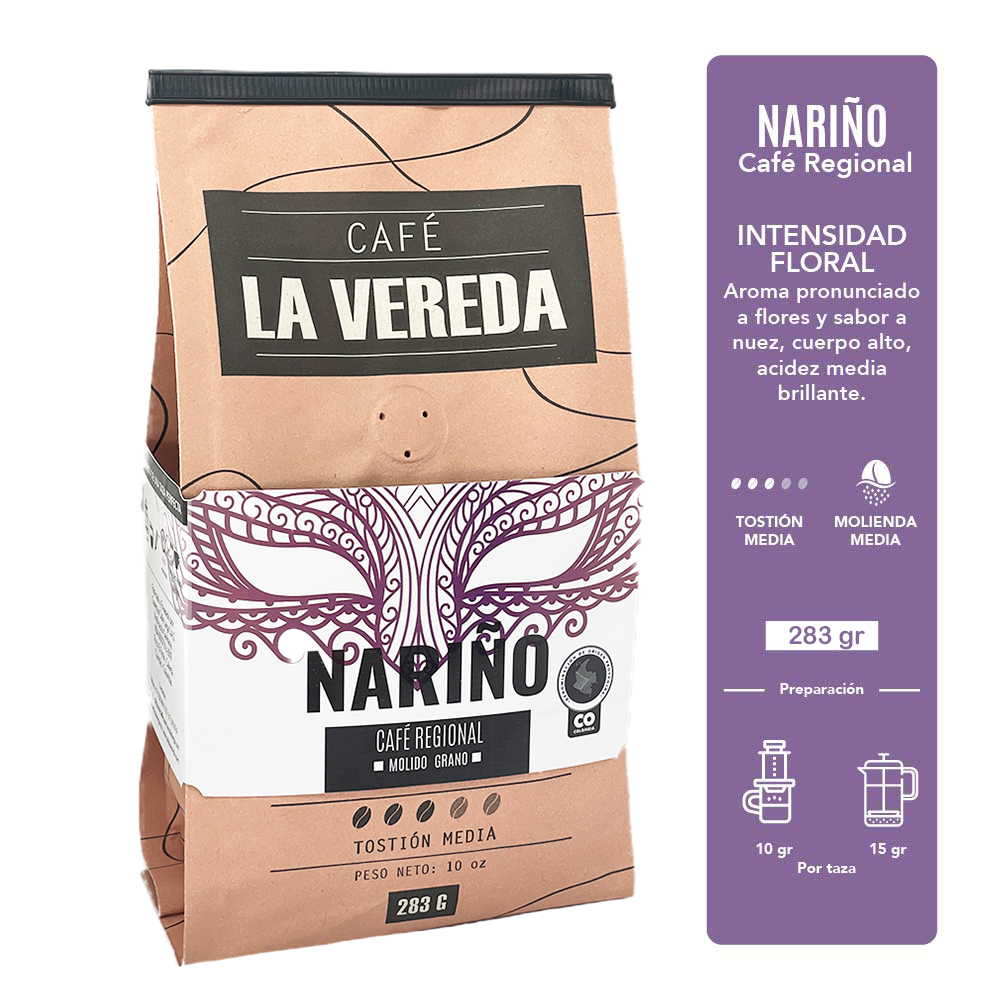 CAFÉ
LA VEREDA
NARIÑO
CO
COLOMBIA
CAFÉ REGIONAL
MOLIDO GRANO
TOSTIÓN MEDIA
PESO NETO: 10 oz
283 G
NARIÑO
Café Regional
INTENSIDAD
FLORAL
Aroma pronunciado
a flores y sabor a
nuez, cuerpo alto,
acidez media
brillante.
TOSTIÓN
MEDIA
MOLIENDA
MEDIA
283 gr
Preparación
10 gr
15 gr
Por taza